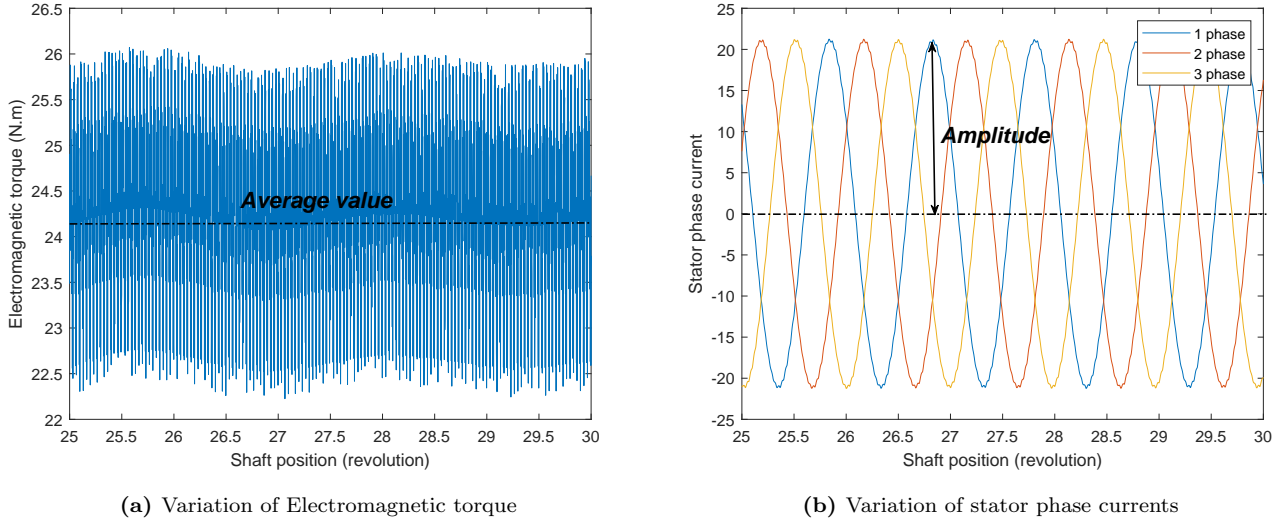 26.5
26
25.5
25
24.5
24
23.5
23
22.5
22
Electromagnetic torque (N.m)
Average value
25 25.5 26 26.5 27 27.5 28 28.5 29 29.5 30
Shaft position (revolution)
(a) Variation of Electromagnetic torque
25
20
15
10
5
0
-5
-10
-15
-20
-25
Stator phase current
1 phase
2 phase
3 phase
Amplitude
25 25.5 26 26.5 27 27.5 28 28.5 29 29.5 30
Shaft position (revolution)
(b) Variation of stator phase currents